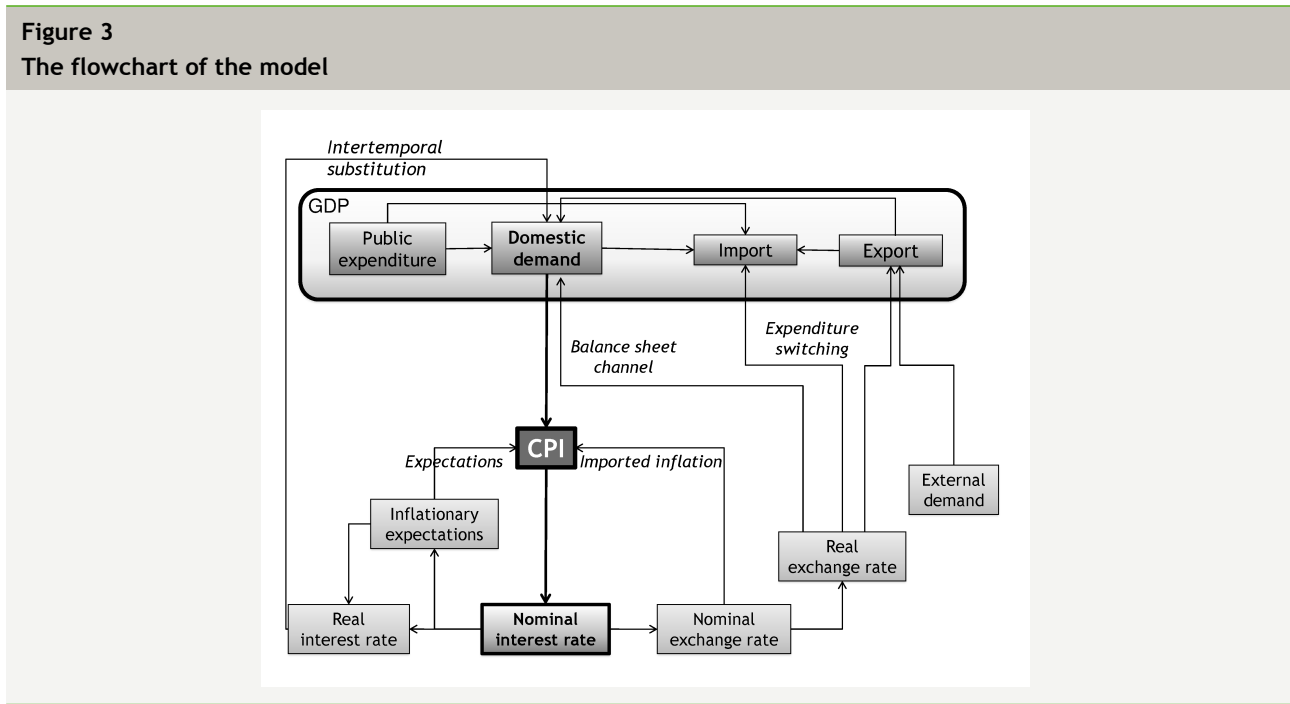 Figure 3
The flowchart of the model
Intertemporal
substitution
GDP
Public
expenditure
Domestic
demand
Import
Export
Expenditure
switching
Balance sheet
channel
CPI
Expectations
Imported inflation
External
demand
Inflationary
expectations
Real
exchange rate
Real
interest rate
Nominal
interest rate
Nominal
exchange rate